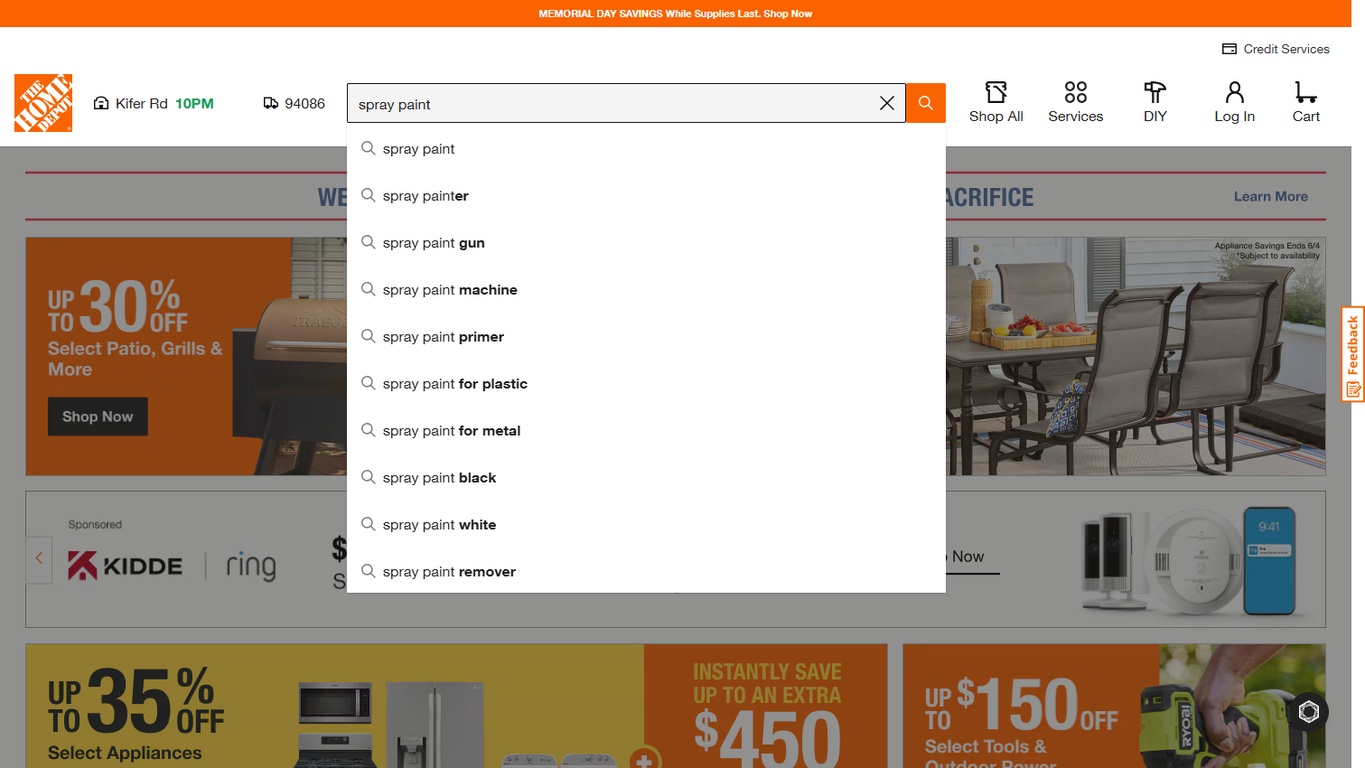 MEMORIAL DAY SAVINGS While Supplies Last. Shop Now
Credit Services
THE HOME DEPOT
Kifer Rd 10PM
94086
spray paint
Shop All
Services
DIY
Log In
Cart
spray paint
spray painter
spray paint gun
spray paint machine
spray paint primer
spray paint for plastic
spray paint for metal
spray paint black
spray paint white
spray paint remover
WE
ACRIFICE
Learn More
UP TO 30% OFF
Select Patio, Grills &
More
Shop Now
Appliance Savings Ends 6/4
*Subject to availability
Feedback
Sponsored
KIDDE
ring
$
S
Now
9:41
UP TO 35% OFF
Select Appliances
INSTANTLY SAVE
UP TO AN EXTRA
$450
UP TO $150 OFF
Select Tools &
Outdoor Power
RYOBI